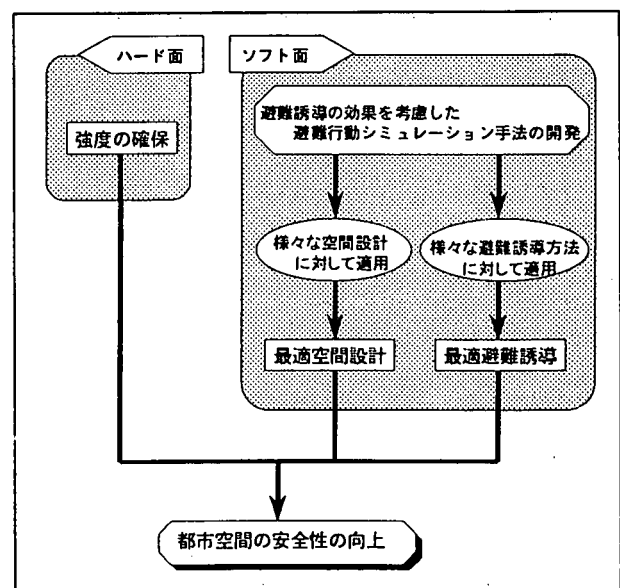 ハード面
ソフト面
強度の確保
避難誘導の効果を考慮した
避難行動シミュレーション手法の開発
様々な空間設計
に対して適用
様々な避難誘導方法
に対して適用
最適空間設計
最適避難誘導
都市空間の安全性の向上